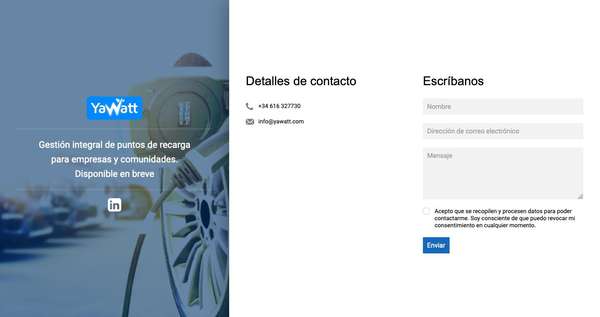 YaWatt
Gestión integral de puntos de recarga
para empresas y comunidades.
Disponible en breve
in
Detalles de contacto
+34 616 327730
info@yawatt.com
Escríbanos
Nombre
Dirección de correo electrónico
Mensaje
Acepto que se recopilen y procesen datos para poder
contactarme. Soy consciente de que puedo revocar mi
consentimiento en cualquier momento.
Enviar